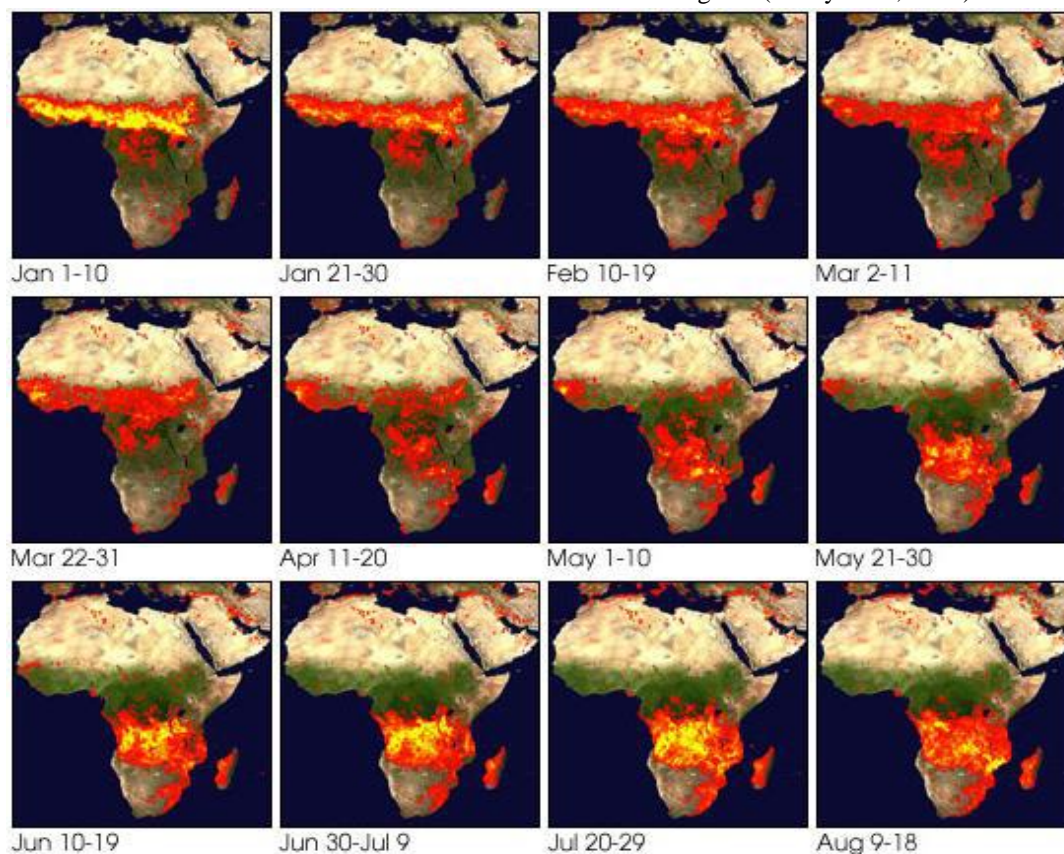 Jan 1-10
Jan 21-30
Feb 10-19
Mar 2-11
Mar 22-31
Apr 11-20
May 1-10
May 21-30
Jun 10-19
Jun 30-Jul 9
Jul 20-29
Aug 9-18